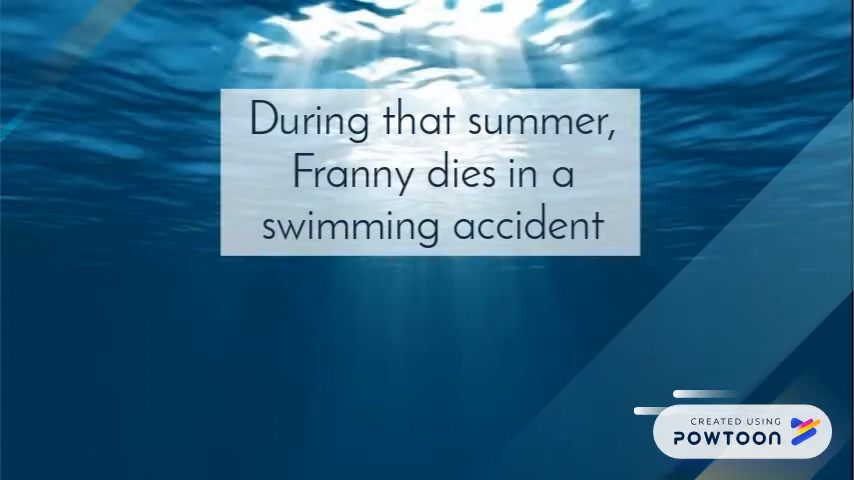 During that summer,
Franny dies in a
swimming accident
CREATED USING
POWTOON